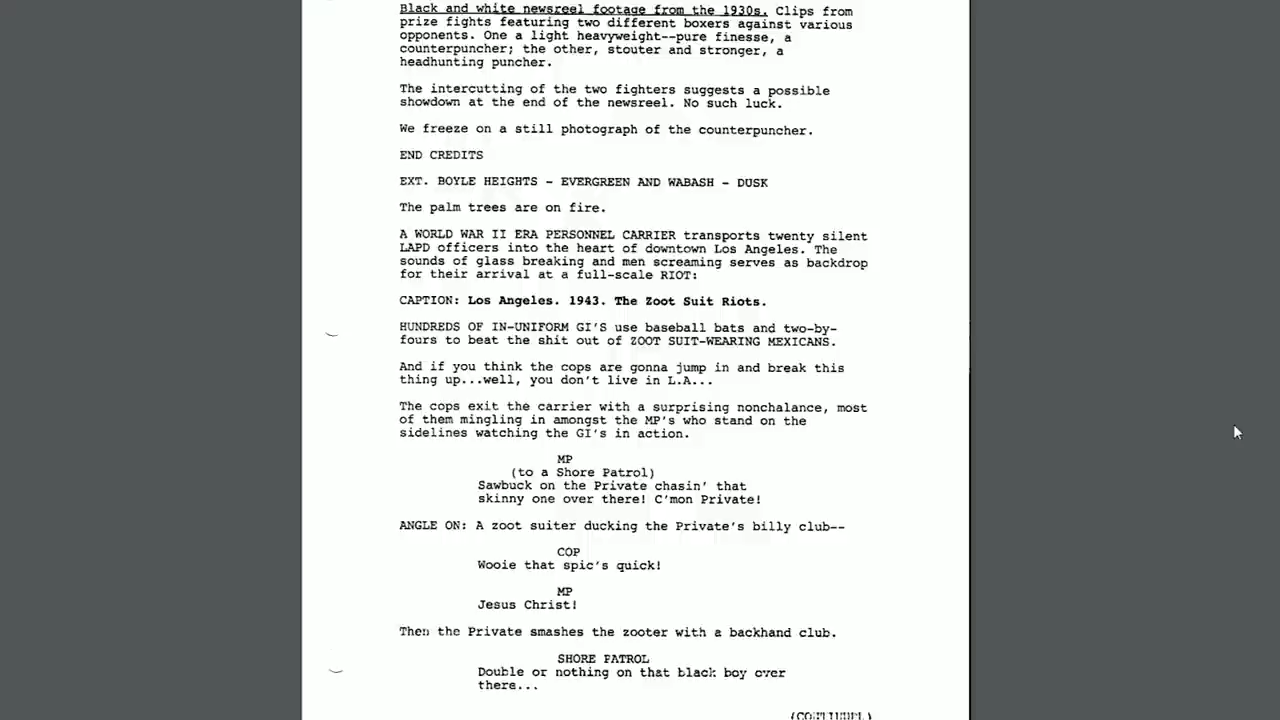 Black and white newsreel footage from the 1930s. Clips from
prize fights featuring two different boxers against various
opponents. One a light heavyweight--pure finesse, a
counterpuncher; the other, stouter and stronger, a
headhunting puncher.
The intercutting of the two fighters suggests a possible
showdown at the end of the newsreel. No such luck.
We freeze on a still photograph of the counterpuncher.
END CREDITS
EXT. BOYLE HEIGHTS - EVERGREEN AND WABASH - DUSK
The palm trees are on fire.
A WORLD WAR II ERA PERSONNEL CARRIER transports twenty silent
LAPD officers into the heart of downtown Los Angeles. The
sounds of glass breaking and men screaming serves as backdrop
for their arrival at a full-scale RIOT:
CAPTION: Los Angeles. 1943. The Zoot Suit Riots.
HUNDREDS OF IN-UNIFORM GI'S use baseball bats and two-by-
fours to beat the shit out of ZOOT SUIT-WEARING MEXICANS.
And if you think the cops are gonna jump in and break this
thing up...well, you don't live in L.A...
The cops exit the carrier with a surprising nonchalance, most
of them mingling in amongst the MP's who stand on the
sidelines watching the GI's in action.
MP
(to a Shore Patrol)
Sawbuck on the Private chasin' that
skinny one over there! C'mon Private!
ANGLE ON: A zoot suiter ducking the Private's billy club--
COP
Wooie that spic's quick!
MP
Jesus Christ!
Then the Private smashes the zooter with a backhand club.
SHORE PATROL
Double or nothing on that black boy over
there...
(CONTINUED)